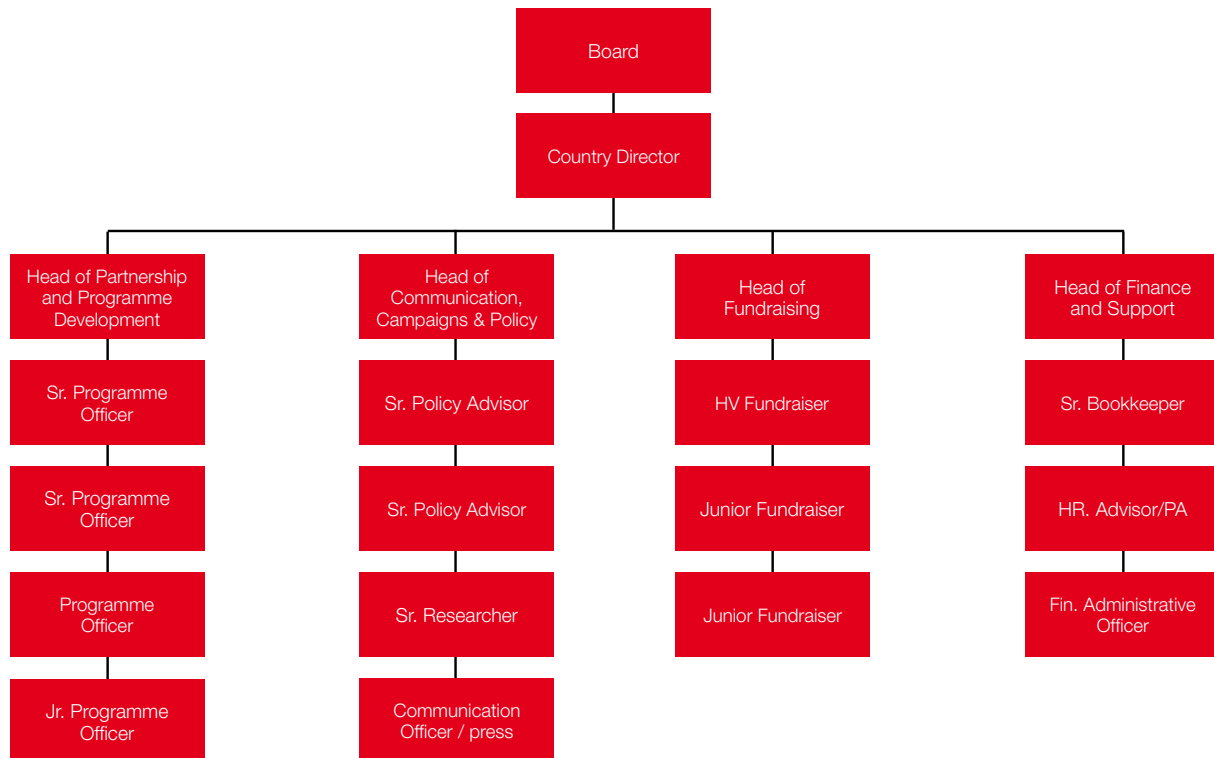 Board
Country Director
Head of Partnership
and Programme
Development
Head of
Communication,
Campaigns & Policy
Head of
Fundraising
Head of Finance
and Support
Sr. Programme
Officer
Sr. Policy Advisor
HV Fundraiser
Sr. Bookkeeper
Sr. Programme
Officer
Sr. Policy Advisor
Junior Fundraiser
HR. Advisor/PA
Programme
Officer
Sr. Researcher
Junior Fundraiser
Fin. Administrative
Officer
Jr. Programme
Officer
Communication
Officer / press